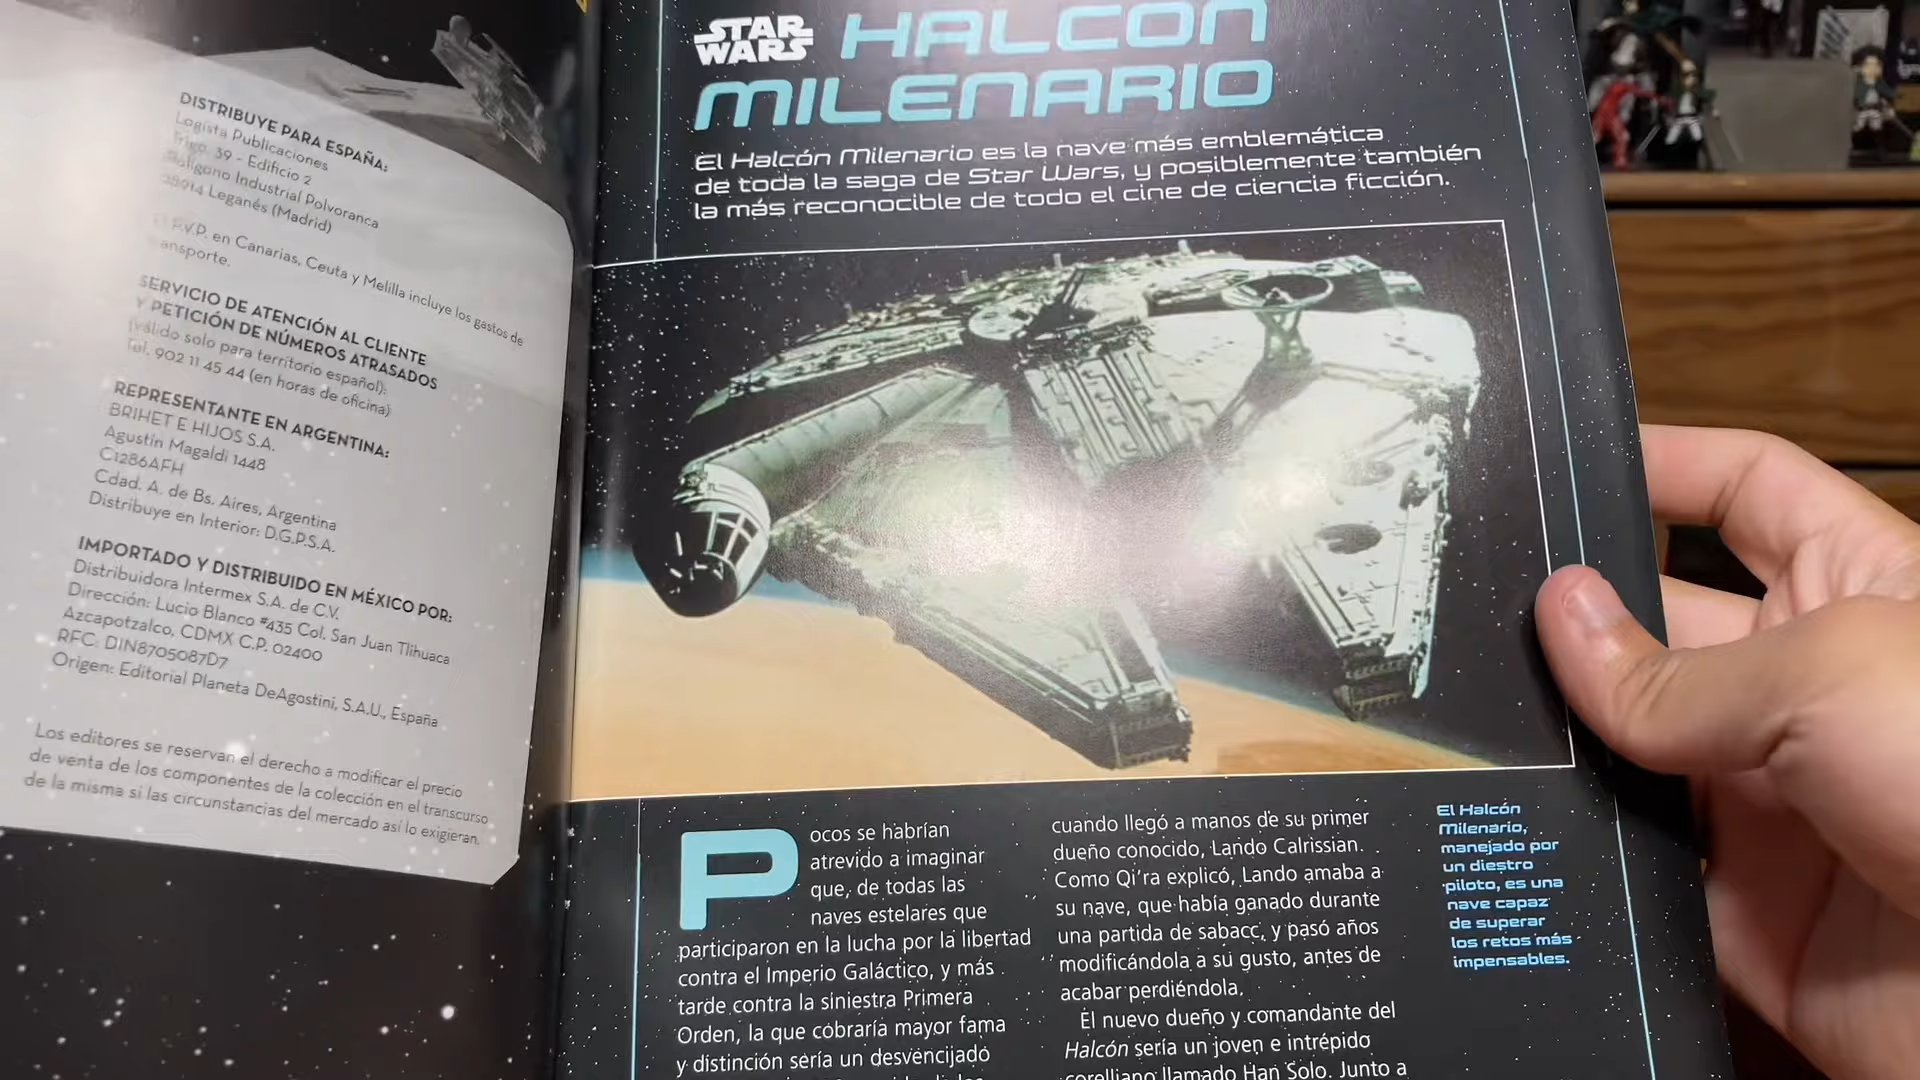 DISTRIBUYE PARA ESPAÑA:
Logista Publicaciones
Trigo, 39 - Edificio 2
Polígono Industrial Polvoranca
28914 Leganés (Madrid)
El P.V.P. en Canarias, Ceuta y Melilla incluye los gastos de
transporte.
SERVICIO DE ATENCIÓN AL CLIENTE
Y PETICIÓN DE NÚMEROS ATRASADOS
(válido solo para territorio español):
Tel. 902 11 45 44 (en horas de oficina)
REPRESENTANTE EN ARGENTINA:
BRIHET E HIJOS S.A.
Agustín Magaldi 1448
C1286AFH
Cdad. A. de Bs. Aires, Argentina
Distribuye en Interior: D.G.P.S.A.
IMPORTADO Y DISTRIBUIDO EN MÉXICO POR:
Distribuidora Intermex S.A. de C.V.
Dirección: Lucio Blanco #435 Col. San Juan Tlihuaca
Azcapotzalco, CDMX C.P. 02400
RFC: DIN8705087D7
Origen: Editorial Planeta DeAgostini, S.A.U., España
Los editores se reservan el derecho a modificar el precio
de venta de los componentes de la colección en el transcurso
de la misma si las circunstancias del mercado así lo exigieran.
STAR WARS
HALCÓN
MILENARIO
El Halcón Milenario es la nave más emblemática
de toda la saga de Star Wars, y posiblemente también
la más reconocible de todo el cine de ciencia ficción.
Pocos se habrían
atrevido a imaginar
que, de todas las
naves estelares que
participaron en la lucha por la libertad
contra el Imperio Galáctico, y más
tarde contra la siniestra Primera
Orden, la que cobraría mayor fama
y distinción sería un desvencijado
cuando llegó a manos de su primer
dueño conocido, Lando Calrissian.
Como Qi'ra explicó, Lando amaba a
su nave, que había ganado durante
una partida de sabacc, y pasó años
modificándola a su gusto, antes de
acabar perdiéndola.
El nuevo dueño y comandante del
Halcón sería un joven e intrépido
corelliano llamado Han Solo. Junto a
El Halcón
Milenario,
manejado por
un diestro
piloto, es una
nave capaz
de superar
los retos más
impensables.